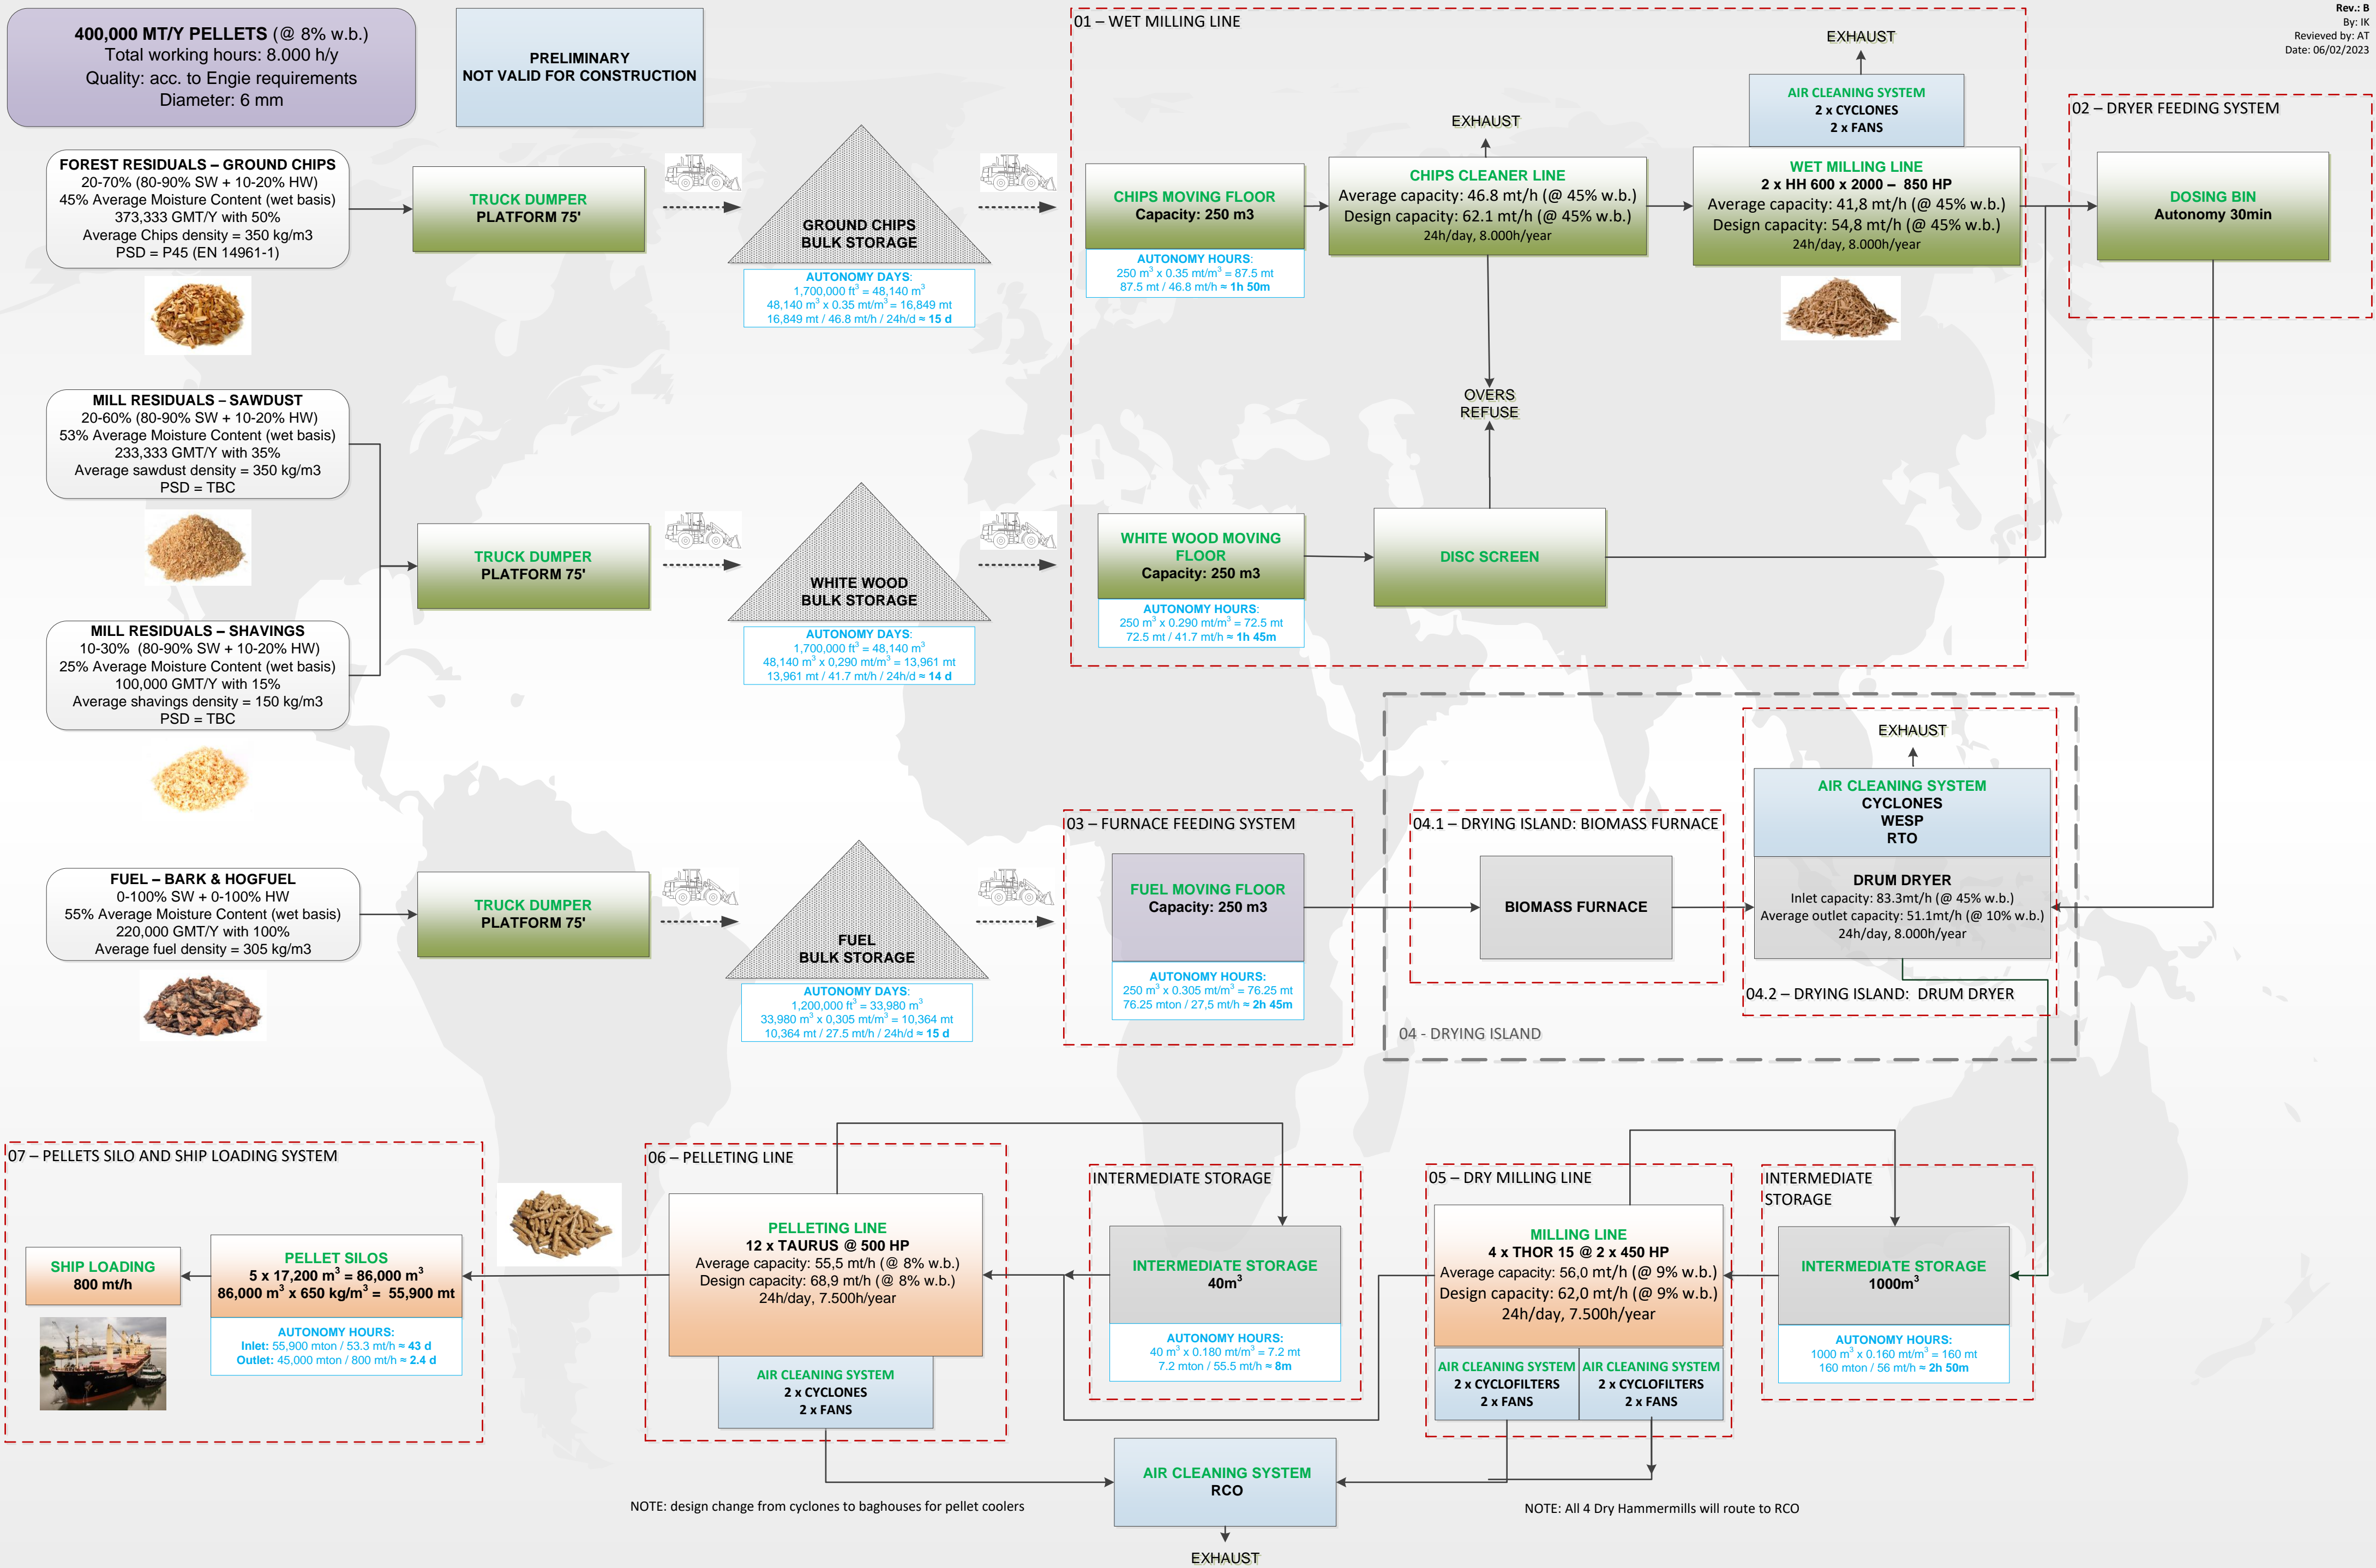 400,000 MT/Y PELLETS (@ 8% w.b.)
Total working hours: 8.000 h/y
Quality: acc. to Engie requirements
Diameter: 6 mm
PRELIMINARY
NOT VALID FOR CONSTRUCTION
Rev.: B
By: IK
Revieved by: AT
Date: 06/02/2023
01 – WET MILLING LINE
EXHAUST
AIR CLEANING SYSTEM
2 x CYCLONES
2 x FANS
02 – DRYER FEEDING SYSTEM
FOREST RESIDUALS – GROUND CHIPS
20-70% (80-90% SW + 10-20% HW)
45% Average Moisture Content (wet basis)
373,333 GMT/Y with 50%
Average Chips density = 350 kg/m3
PSD = P45 (EN 14961-1)
TRUCK DUMPER
PLATFORM 75'
GROUND CHIPS
BULK STORAGE
AUTONOMY DAYS:
1,700,000 ft³ = 48,140 m³
48,140 m³ x 0.35 mt/m³ = 16,849 mt
16,849 mt / 46.8 mt/h / 24h/d ≈ 15 d
CHIPS MOVING FLOOR
Capacity: 250 m3
AUTONOMY HOURS:
250 m³ x 0.35 mt/m³ = 87.5 mt
87.5 mt / 46.8 mt/h ≈ 1h 50m
EXHAUST
CHIPS CLEANER LINE
Average capacity: 46.8 mt/h (@ 45% w.b.)
Design capacity: 62.1 mt/h (@ 45% w.b.)
24h/day, 8.000h/year
WET MILLING LINE
2 x HH 600 x 2000 – 850 HP
Average capacity: 41,8 mt/h (@ 45% w.b.)
Design capacity: 54,8 mt/h (@ 45% w.b.)
24h/day, 8.000h/year
DOSING BIN
Autonomy 30min
OVERS
REFUSE
MILL RESIDUALS – SAWDUST
20-60% (80-90% SW + 10-20% HW)
53% Average Moisture Content (wet basis)
233,333 GMT/Y with 35%
Average sawdust density = 350 kg/m3
PSD = TBC
TRUCK DUMPER
PLATFORM 75'
WHITE WOOD
BULK STORAGE
AUTONOMY DAYS:
1,700,000 ft³ = 48,140 m³
48,140 m³ x 0,290 mt/m³ = 13,961 mt
13,961 mt / 41.7 mt/h / 24h/d ≈ 14 d
WHITE WOOD MOVING
FLOOR
Capacity: 250 m3
AUTONOMY HOURS:
250 m³ x 0.290 mt/m³ = 72.5 mt
72.5 mt / 41.7 mt/h ≈ 1h 45m
DISC SCREEN
MILL RESIDUALS – SHAVINGS
10-30% (80-90% SW + 10-20% HW)
25% Average Moisture Content (wet basis)
100,000 GMT/Y with 15%
Average shavings density = 150 kg/m3
PSD = TBC
FUEL – BARK & HOGFUEL
0-100% SW + 0-100% HW
55% Average Moisture Content (wet basis)
220,000 GMT/Y with 100%
Average fuel density = 305 kg/m3
TRUCK DUMPER
PLATFORM 75'
FUEL
BULK STORAGE
AUTONOMY DAYS:
1,200,000 ft³ = 33,980 m³
33,980 m³ x 0,305 mt/m³ = 10,364 mt
10,364 mt / 27.5 mt/h / 24h/d ≈ 15 d
03 – FURNACE FEEDING SYSTEM
FUEL MOVING FLOOR
Capacity: 250 m3
AUTONOMY HOURS:
250 m³ x 0.305 mt/m³ = 76.25 mt
76.25 mton / 27,5 mt/h ≈ 2h 45m
04.1 – DRYING ISLAND: BIOMASS FURNACE
BIOMASS FURNACE
EXHAUST
AIR CLEANING SYSTEM
CYCLONES
WESP
RTO
DRUM DRYER
Inlet capacity: 83.3mt/h (@ 45% w.b.)
Average outlet capacity: 51.1mt/h (@ 10% w.b.)
24h/day, 8.000h/year
04.2 – DRYING ISLAND: DRUM DRYER
04 - DRYING ISLAND
07 – PELLETS SILO AND SHIP LOADING SYSTEM
SHIP LOADING
800 mt/h
PELLET SILOS
5 x 17,200 m³ = 86,000 m³
86,000 m³ x 650 kg/m³ = 55,900 mt
AUTONOMY HOURS:
Inlet: 55,900 mton / 53.3 mt/h ≈ 43 d
Outlet: 45,000 mton / 800 mt/h ≈ 2.4 d
06 – PELLETING LINE
PELLETING LINE
12 x TAURUS @ 500 HP
Average capacity: 55,5 mt/h (@ 8% w.b.)
Design capacity: 68,9 mt/h (@ 8% w.b.)
24h/day, 7.500h/year
AIR CLEANING SYSTEM
2 x CYCLONES
2 x FANS
INTERMEDIATE STORAGE
INTERMEDIATE STORAGE
40m³
AUTONOMY HOURS:
40 m³ x 0.180 mt/m³ = 7.2 mt
7.2 mton / 55.5 mt/h ≈ 8m
05 – DRY MILLING LINE
MILLING LINE
4 x THOR 15 @ 2 x 450 HP
Average capacity: 56,0 mt/h (@ 9% w.b.)
Design capacity: 62,0 mt/h (@ 9% w.b.)
24h/day, 7.500h/year
AIR CLEANING SYSTEM
2 x CYCLOFILTERS
2 x FANS
AIR CLEANING SYSTEM
2 x CYCLOFILTERS
2 x FANS
INTERMEDIATE
STORAGE
INTERMEDIATE STORAGE
1000m³
AUTONOMY HOURS:
1000 m³ x 0.160 mt/m³ = 160 mt
160 mton / 56 mt/h ≈ 2h 50m
AIR CLEANING SYSTEM
RCO
EXHAUST
NOTE: design change from cyclones to baghouses for pellet coolers
NOTE: All 4 Dry Hammermills will route to RCO